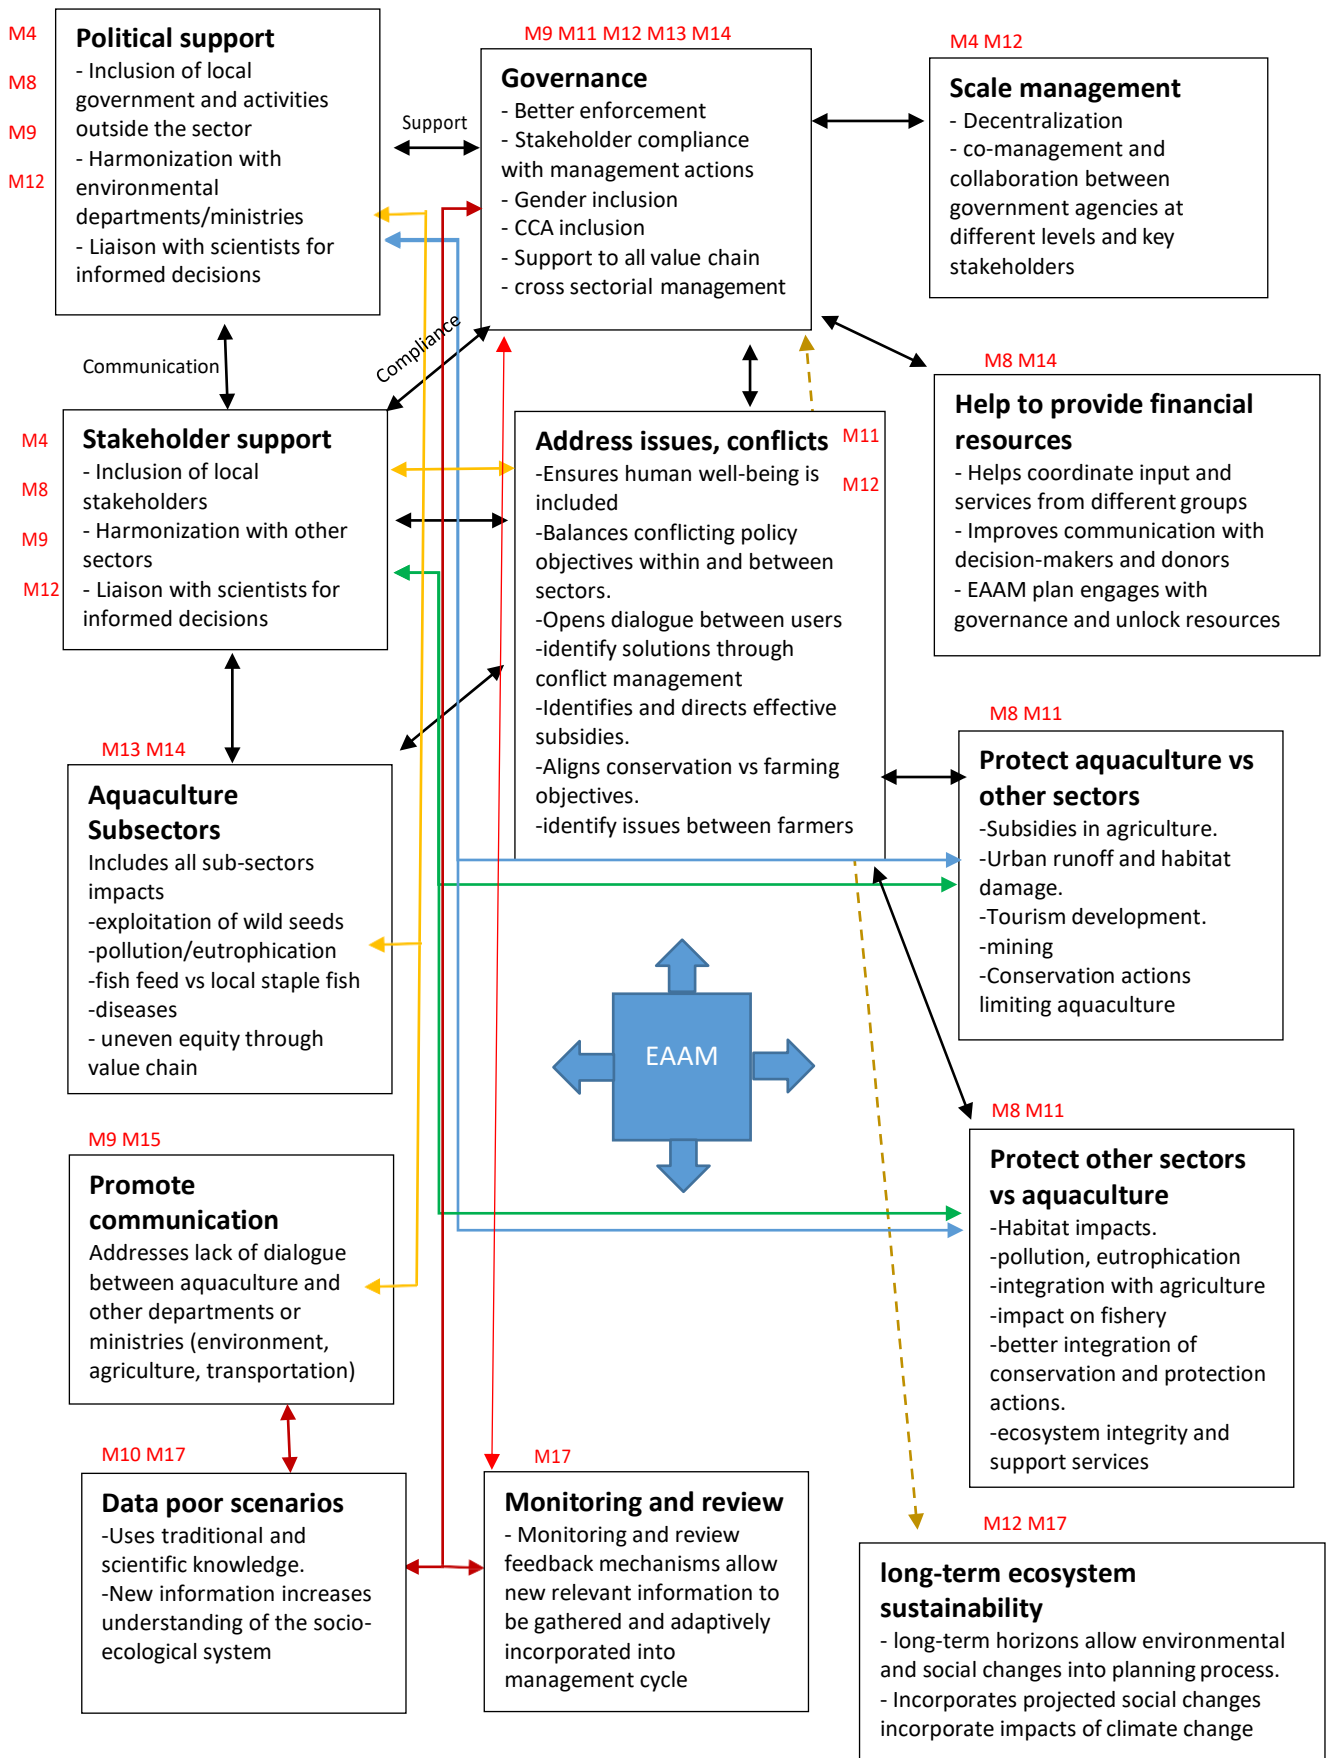 M4
M8
M9
M12
Political support
- Inclusion of local
government and activities
outside the sector
- Harmonization with
environmental
departments/ministries
- Liaison with scientists for
informed decisions
Support
M9 M11 M12 M13 M14
Governance
- Better enforcement
- Stakeholder compliance
with management actions
- Gender inclusion
- CCA inclusion
- Support to all value chain
- cross sectorial management
M4 M12
Scale management
- Decentralization
- co-management and
collaboration between
government agencies at
different levels and key
stakeholders
Communication
Compliance
M8 M14
Help to provide financial
resources
- Helps coordinate input and
services from different groups
- Improves communication with
decision-makers and donors
- EAAM plan engages with
governance and unlock resources
M4
M8
M9
M12
Stakeholder support
- Inclusion of local
stakeholders
- Harmonization with other
sectors
- Liaison with scientists for
informed decisions
M11
M12
Address issues, conflicts
-Ensures human well-being is
included
-Balances conflicting policy
objectives within and between
sectors.
-Opens dialogue between users
-identify solutions through
conflict management
-Identifies and directs effective
subsidies.
-Aligns conservation vs farming
objectives.
-identify issues between farmers
M8 M11
Protect aquaculture vs
other sectors
-Subsidies in agriculture.
-Urban runoff and habitat
damage.
-Tourism development.
-mining
-Conservation actions
limiting aquaculture
M13 M14
Aquaculture
Subsectors
Includes all sub-sectors
impacts
-exploitation of wild seeds
-pollution/eutrophication
-fish feed vs local staple fish
-diseases
- uneven equity through
value chain
EAAM
M8 M11
Protect other sectors
vs aquaculture
-Habitat impacts.
-pollution, eutrophication
-integration with agriculture
-impact on fishery
-better integration of
conservation and protection
actions.
-ecosystem integrity and
support services
M9 M15
Promote
communication
Addresses lack of dialogue
between aquaculture and
other departments or
ministries (environment,
agriculture, transportation)
M10 M17
Data poor scenarios
-Uses traditional and
scientific knowledge.
-New information increases
understanding of the socio-
ecological system
M17
Monitoring and review
- Monitoring and review
feedback mechanisms allow
new relevant information to
be gathered and adaptively
incorporated into
management cycle
M12 M17
long-term ecosystem
sustainability
- long-term horizons allow environmental
and social changes into planning process.
- Incorporates projected social changes
incorporate impacts of climate change